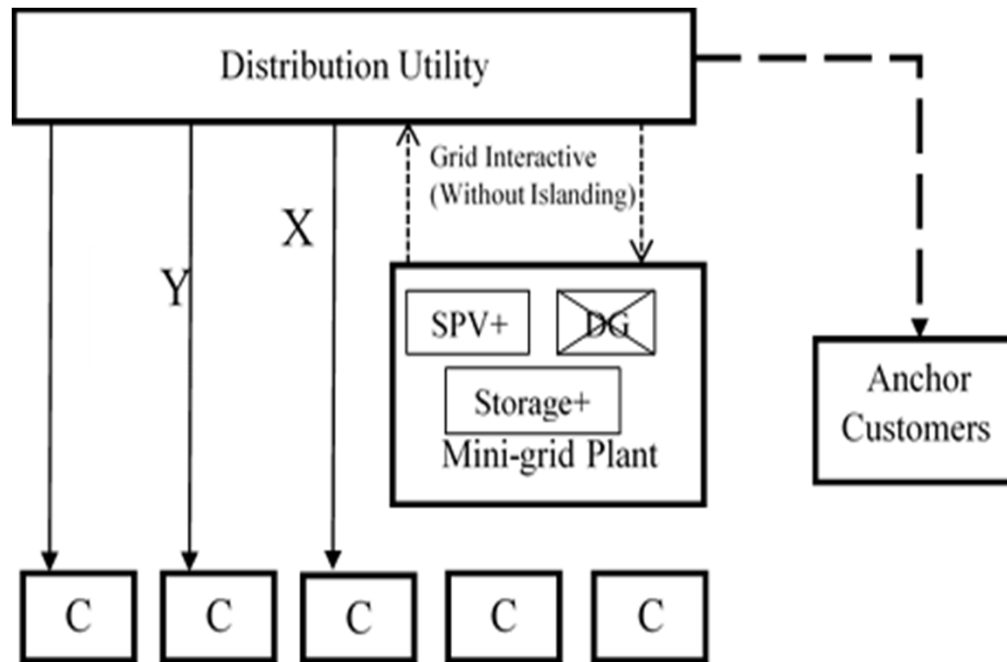 Distribution Utility
Grid Interactive
(Without Islanding)
X
Y
SPV+
DG
Storage+
Mini-grid Plant
Anchor
Customers
C
C
C
C
C